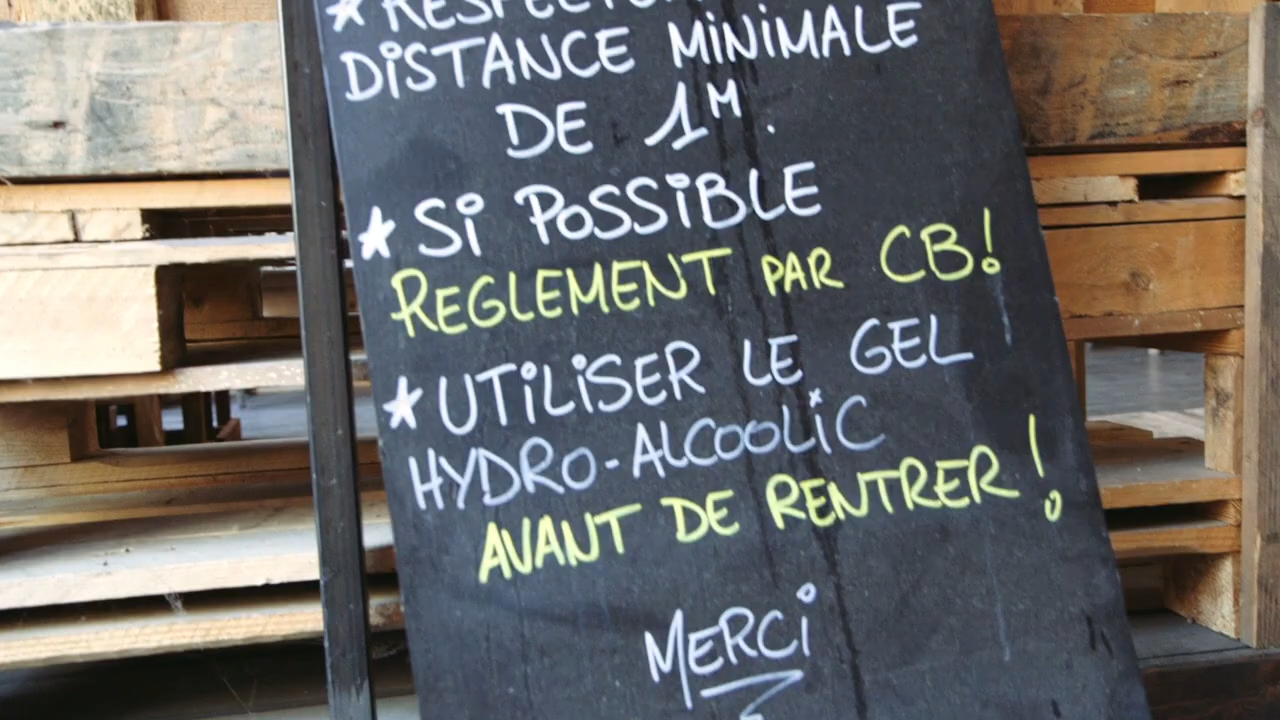 DISTANCE MINIMALE
DE 1M.
* SI POSSIBLE
REGLEMENT PAR CB!
* UTILISER LE GEL
HYDRO-ALCOOLIC
AVANT DE RENTRER !
MERCI